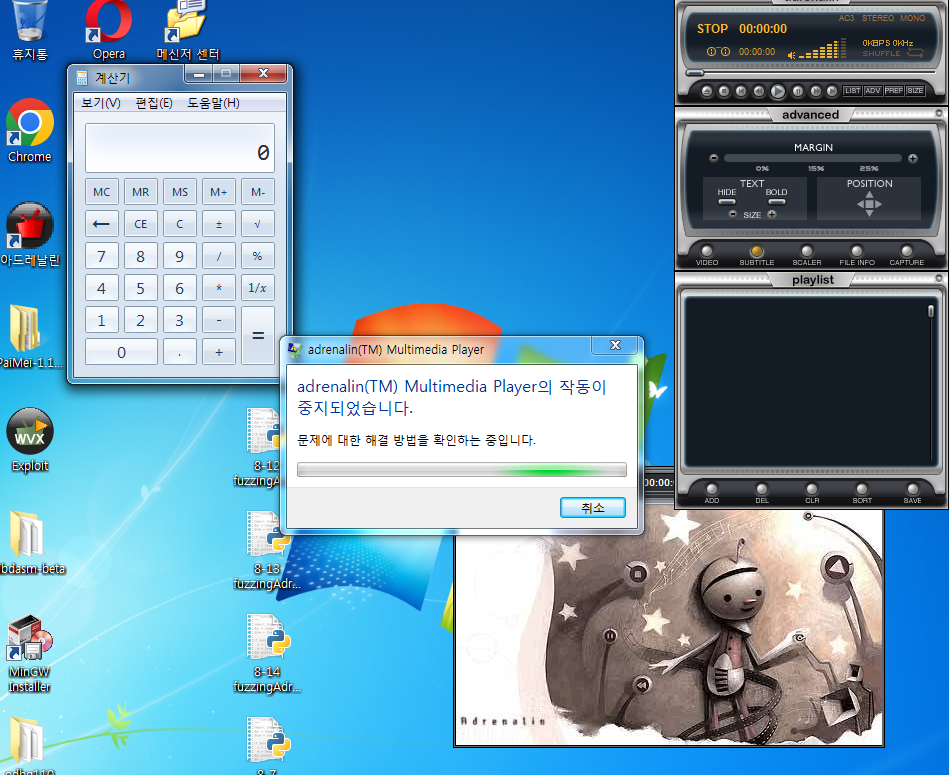 휴지통
Opera
메신저 센터
Chrome
아드레날린
PaiMei-1.1...
WVX
Exploit
MinGW
Installer
계산기
보기(V) 편집(E) 도움말(H)
0
MC MR MS M+ M-
← CE C ± √
7 8 9 / %
4 5 6 * 1/x
1 2 3 - =
0 . +
8-12
fuzzingA
8-13
fuzzingAdr...
8-14
fuzzingAdr...
8-7
adrenalin(TM) Multimedia Player
adrenalin(TM) Multimedia Player의 작동이
중지되었습니다.
문제에 대한 해결 방법을 확인하는 중입니다.
취소
AC3 STEREO MONO
STOP 00:00:00
00:00:00
0KBPS 0kHz
SHUFFLE
LIST ADV PREF SIZE
advanced
MARGIN
0% 15% 25%
TEXT
HIDE BOLD
SIZE
POSITION
VIDEO SUBTITLE SCALER FILE INFO CAPTURE
playlist
ADD DEL CLR SORT SAVE
00:00:
Adrenalin